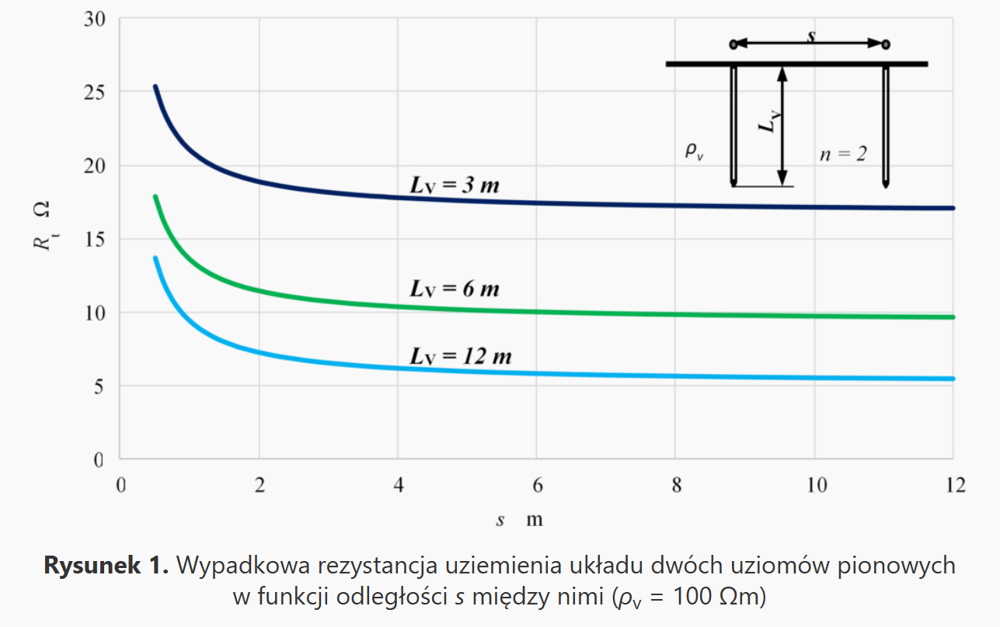 30
25
20
15
10
5
0
R_t Ω
0 2 4 6 8 10 12
s m
s
L_v
ρ_v
n = 2
L_V = 3 m
L_V = 6 m
L_V = 12 m
Rysunek 1. Wypadkowa rezystancja uziemienia układu dwóch uziomów pionowych
w funkcji odległości s między nimi (ρ_v = 100 Ωm)